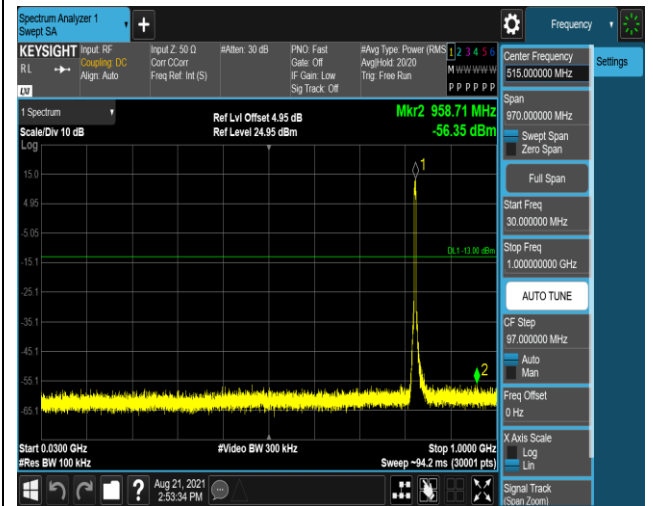 Spectrum Analyzer 1
Swept SA
+
Frequency
KEYSIGHT
RL
LXI
Input: RF
Coupling: DC
Align: Auto
Input Z: 50 Ω
Corr CCorr
Freq Ref: Int (S)
#Atten: 30 dB
PNO: Fast
Gate: Off
IF Gain: Low
Sig Track: Off
#Avg Type: Power (RMS
Avg|Hold: 20/20
Trig: Free Run
1 2 3 4 5 6
M W W W W W
P P P P P P
Settings
Center Frequency
515.000000 MHz
Span
970.000000 MHz
Swept Span
Zero Span
Full Span
Start Freq
30.000000 MHz
Stop Freq
1.000000000 GHz
AUTO TUNE
CF Step
97.000000 MHz
Auto
Man
Freq Offset
0 Hz
X Axis Scale
Log
Lin
Signal Track
(Span Zoom)
1 Spectrum
Scale/Div 10 dB
Log
Ref Lvl Offset 4.95 dB
Ref Level 24.95 dBm
Mkr2 958.71 MHz
-56.35 dBm
15.0
4.95
-5.05
-15.1
-25.1
-35.1
-45.1
-55.1
-65.1
1
DL1 -13.00 dBm
2
Start 0.0300 GHz
#Res BW 100 kHz
#Video BW 300 kHz
Stop 1.0000 GHz
Sweep ~94.2 ms (30001 pts)
?
Aug 21, 2021
2:53:34 PM